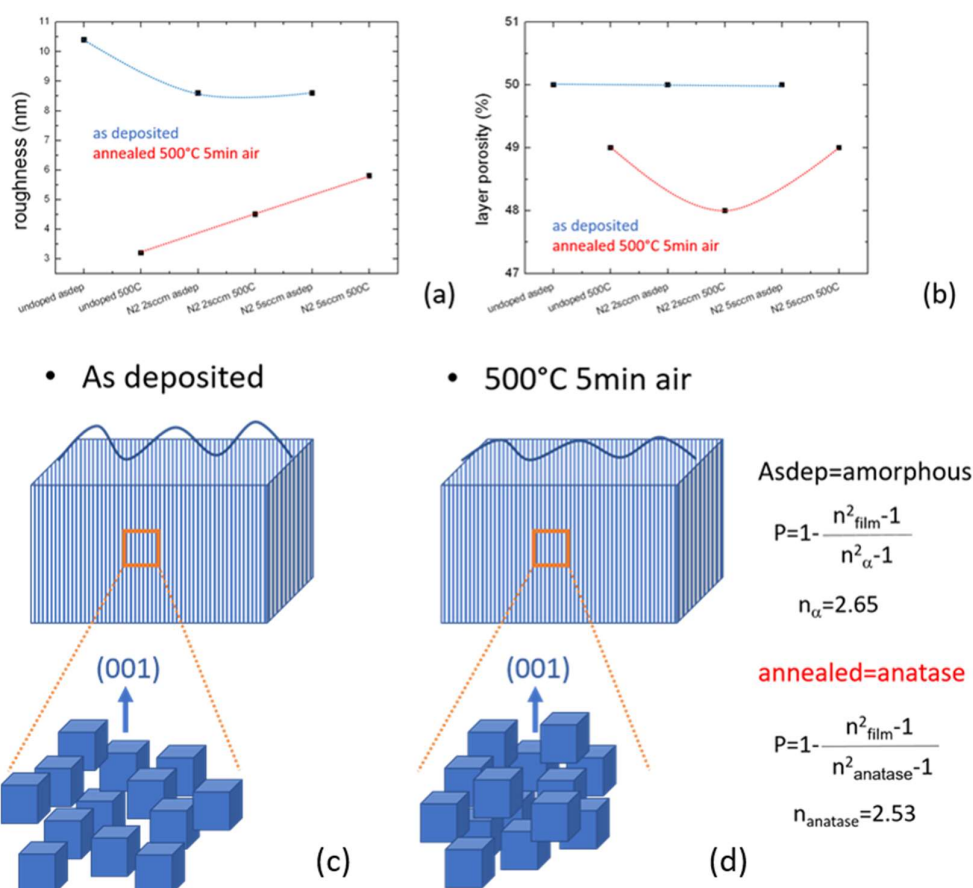 11
10
9
8
7
6
5
4
3
roughness (nm)
as deposited
annealed 500°C 5min air
undoped asdep
undoped 500C
N2 2sccm asdep
N2 2sccm 500C
N2 5sccm asdep
N2 5sccm 500C
(a)
51
50
49
48
47
layer porosity (%)
as deposited
annealed 500°C 5min air
undoped asdep
undoped 500C
N2 2sccm asdep
N2 2sccm 500C
N2 5sccm asdep
N2 5sccm 500C
(b)
• As deposited
(001)
(c)
• 500°C 5min air
(001)
(d)
Asdep=amorphous
P=1- n²film-1
n²α-1
nα=2.65
annealed=anatase
P=1- n²film-1
n²anatase-1
nanatase=2.53